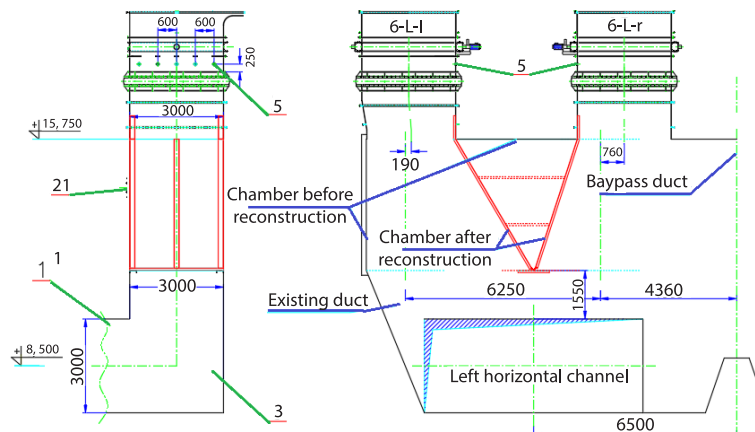 600
600
250
5
3000
15,750
21
1
1
3000
8,500
3000
3
6-L-l
6-L-r
5
190
760
Chamber before
reconstruction
Baypass duct
Chamber after
reconstruction
Existing duct
6250
1550
4360
Left horizontal channel
6500